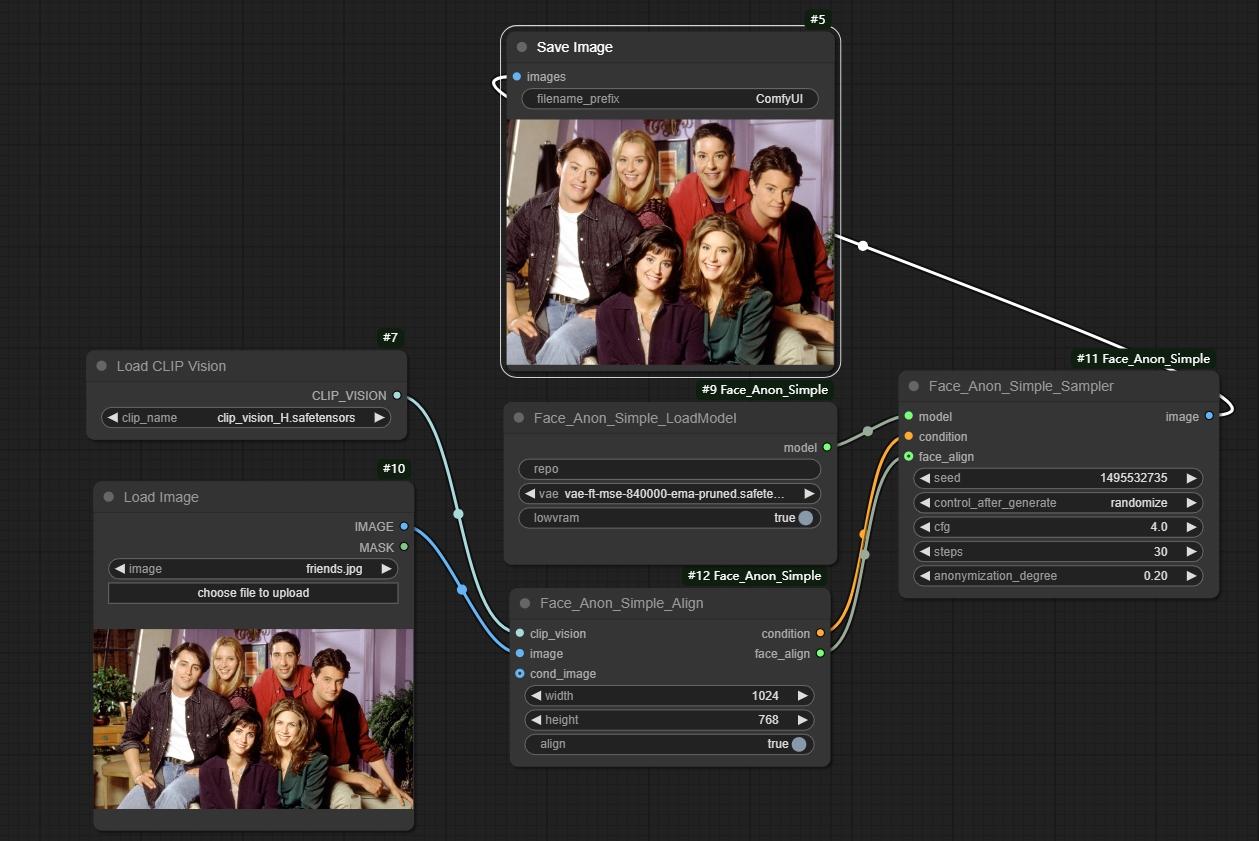 #5
Save Image
images
filename_prefix ComfyUI
#7
Load CLIP Vision
CLIP_VISION
clip_name clip_vision_H.safetensors
#10
Load Image
IMAGE
MASK
image friends.jpg
choose file to upload
#9 Face_Anon_Simple
Face_Anon_Simple_LoadModel
model
repo
vae vae-ft-mse-840000-ema-pruned.safete...
lowvram true
#12 Face_Anon_Simple
Face_Anon_Simple_Align
clip_vision condition
image face_align
cond_image
width 1024
height 768
align true
#11 Face_Anon_Simple
Face_Anon_Simple_Sampler
model image
condition
face_align
seed 1495532735
control_after_generate randomize
cfg 4.0
steps 30
anonymization_degree 0.20